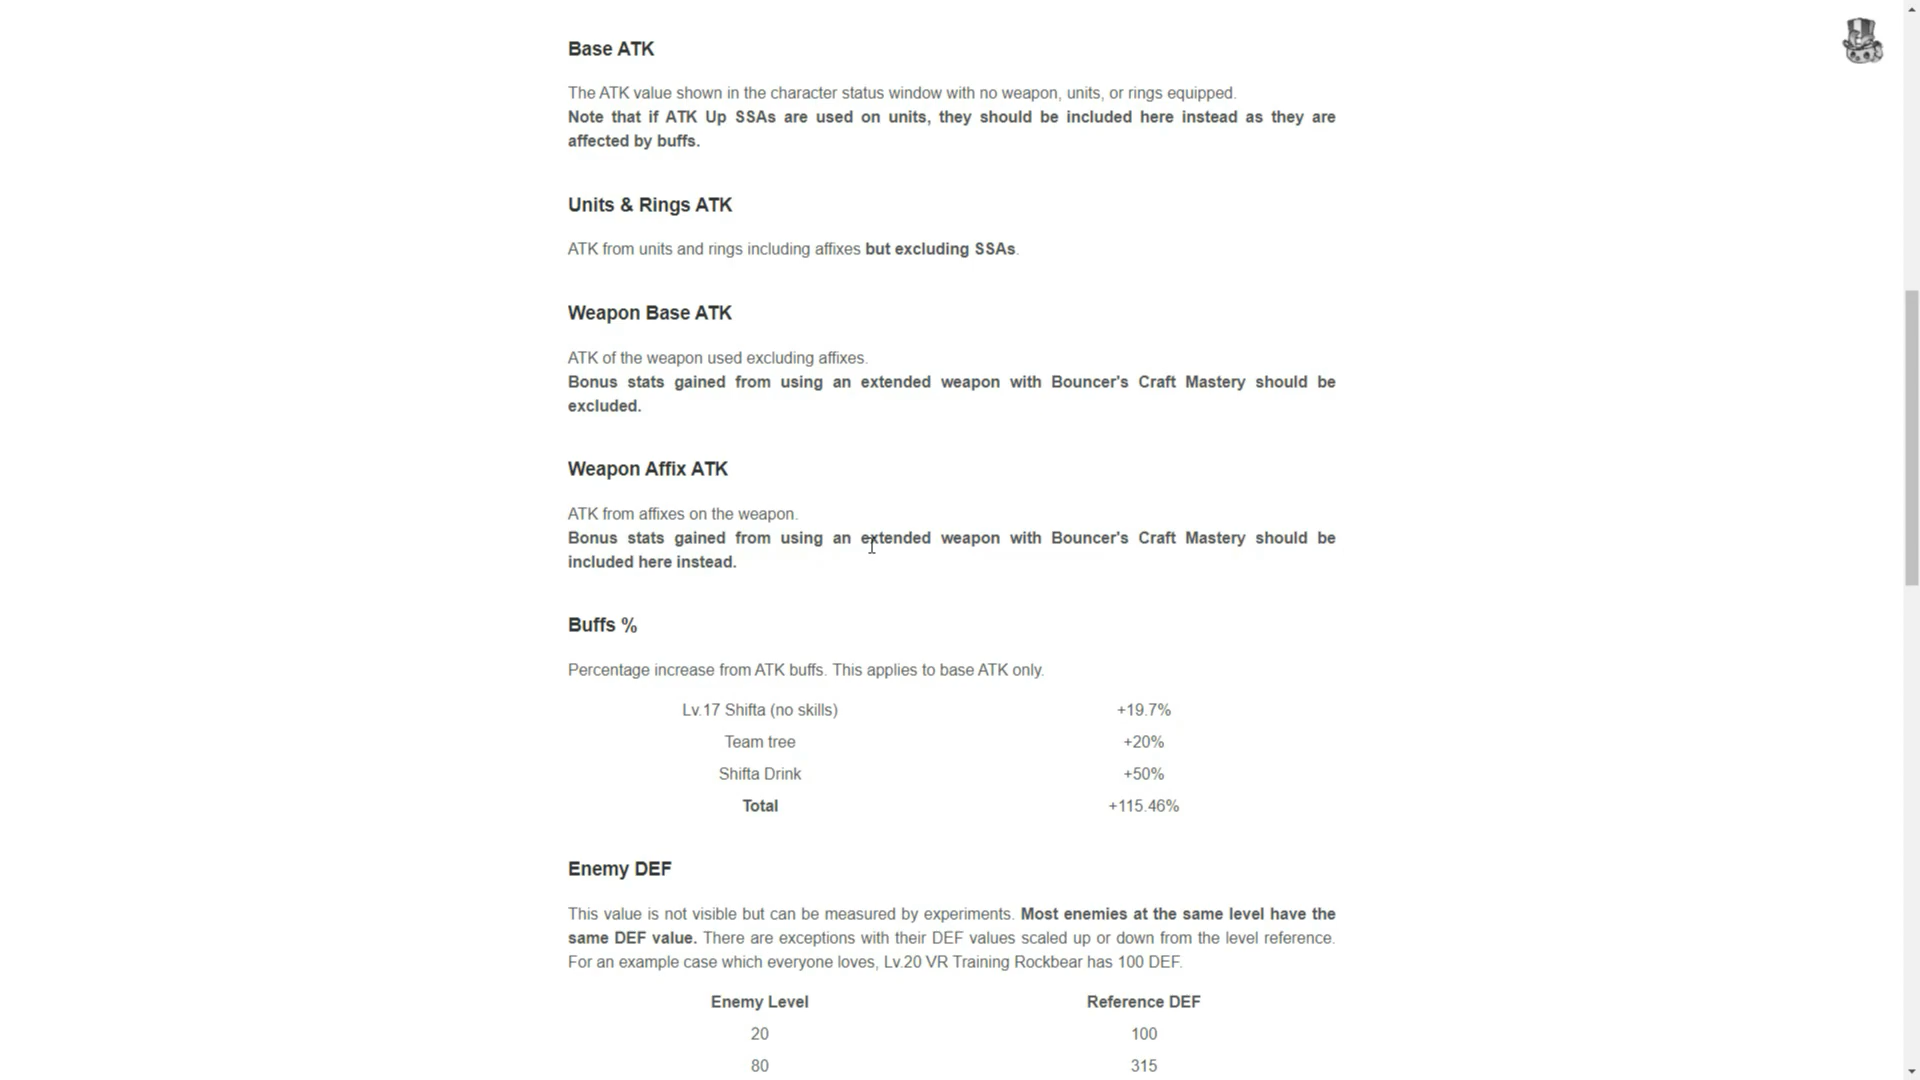 Base ATK
The ATK value shown in the character status window with no weapon, units, or rings equipped.
Note that if ATK Up SSAs are used on units, they should be included here instead as they are
affected by buffs.
Units & Rings ATK
ATK from units and rings including affixes but excluding SSAs.
Weapon Base ATK
ATK of the weapon used excluding affixes.
Bonus stats gained from using an extended weapon with Bouncer's Craft Mastery should be
excluded.
Weapon Affix ATK
ATK from affixes on the weapon.
Bonus stats gained from using an extended weapon with Bouncer's Craft Mastery should be
included here instead.
Buffs %
Percentage increase from ATK buffs. This applies to base ATK only.
Lv.17 Shifta (no skills) +19.7%
Team tree +20%
Shifta Drink +50%
Total +115.46%
Enemy DEF
This value is not visible but can be measured by experiments. Most enemies at the same level have the
same DEF value. There are exceptions with their DEF values scaled up or down from the level reference.
For an example case which everyone loves, Lv.20 VR Training Rockbear has 100 DEF.
Enemy Level Reference DEF
20 100
80 315